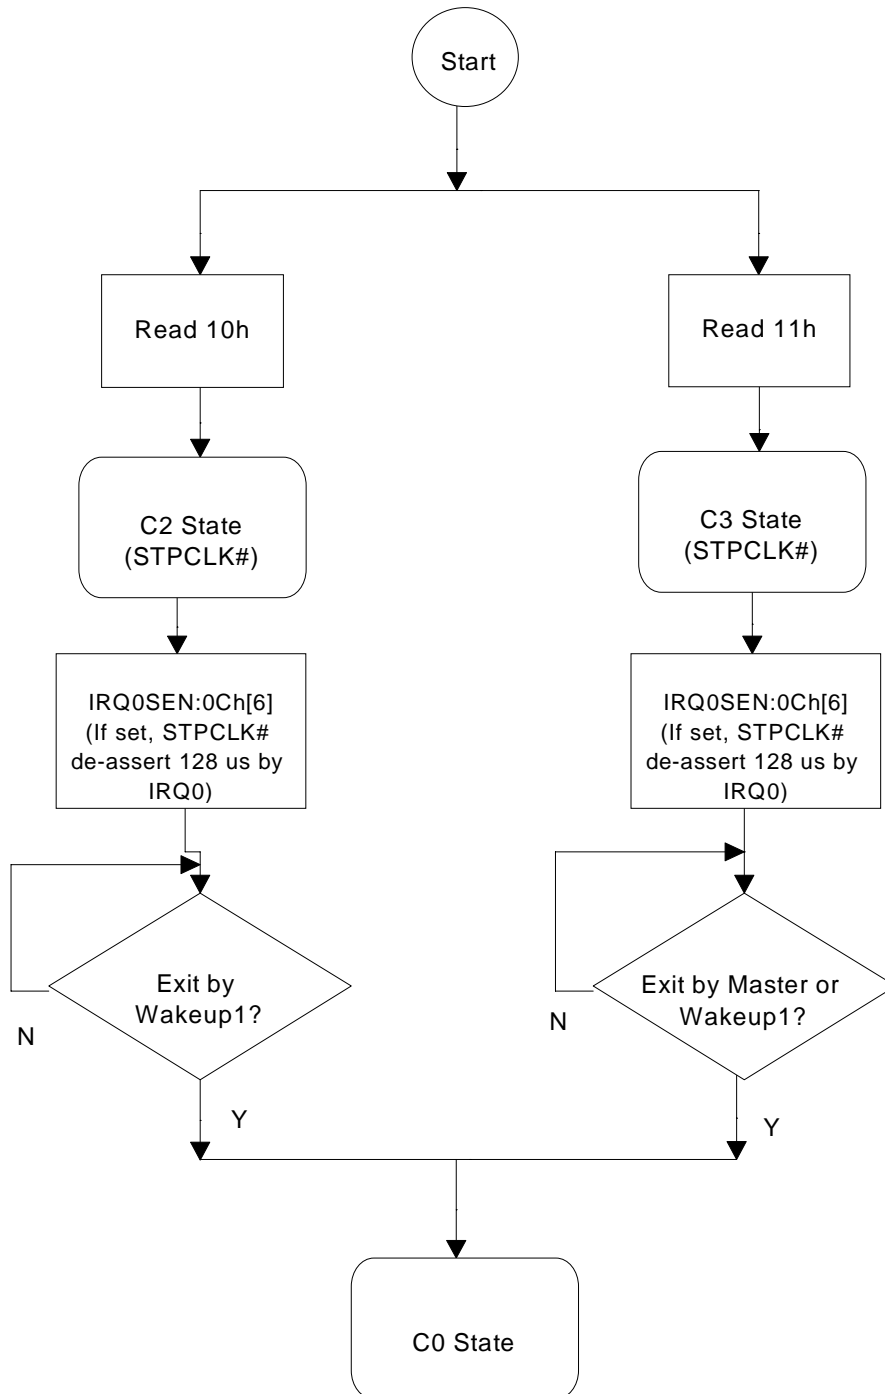 Start
Read 10h
Read 11h
C2 State
(STPCLK#)
C3 State
(STPCLK#)
IRQ0SEN:0Ch[6]
(If set, STPCLK#
de-assert 128 us by
IRQ0)
IRQ0SEN:0Ch[6]
(If set, STPCLK#
de-assert 128 us by
IRQ0)
Exit by
Wakeup1?
N
Y
Exit by Master or
Wakeup1?
N
Y
C0 State